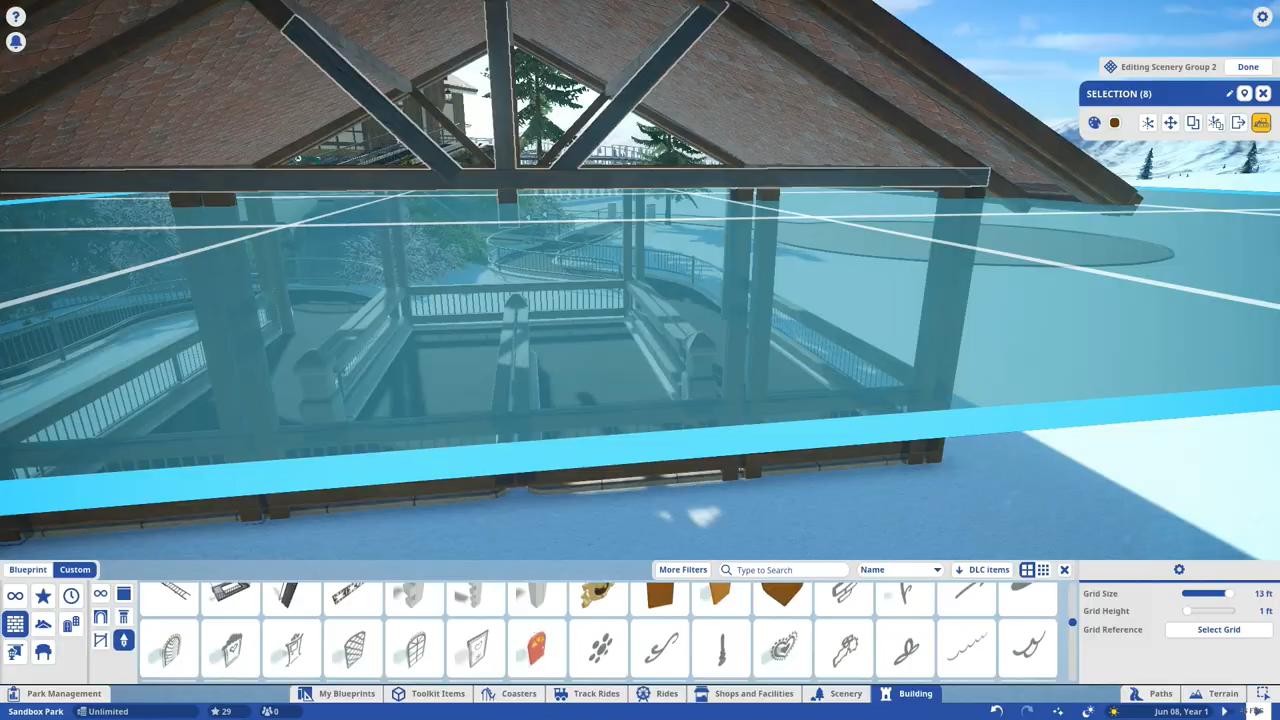 Editing Scenery Group 2
Done
SELECTION (8)
Blueprint
Custom
More Filters
Type to Search
Name
DLC items
Grid Size
13 ft
Grid Height
1 ft
Grid Reference
Select Grid
Park Management
My Blueprints
Toolkit Items
Coasters
Track Rides
Rides
Shops and Facilities
Scenery
Building
Paths
Terrain
Sandbox Park
Unlimited
29
0
Jun 08, Year 1